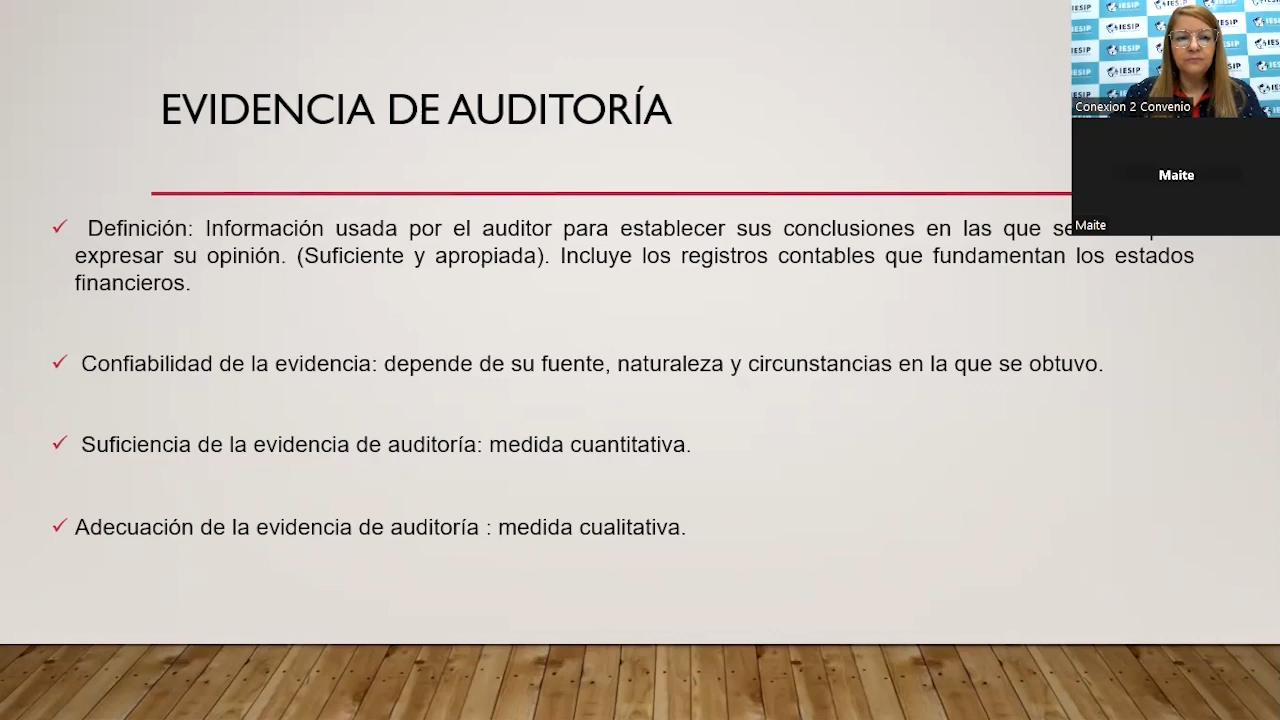 EVIDENCIA DE AUDITORÍA
✓ Definición: Información usada por el auditor para establecer sus conclusiones en las que se
expresar su opinión. (Suficiente y apropiada). Incluye los registros contables que fundamentan los estados
financieros.
✓ Confiabilidad de la evidencia: depende de su fuente, naturaleza y circunstancias en la que se obtuvo.
✓ Suficiencia de la evidencia de auditoría: medida cuantitativa.
✓ Adecuación de la evidencia de auditoría : medida cualitativa.
IESIP
Conexion 2 Convenio
Maite
Maite